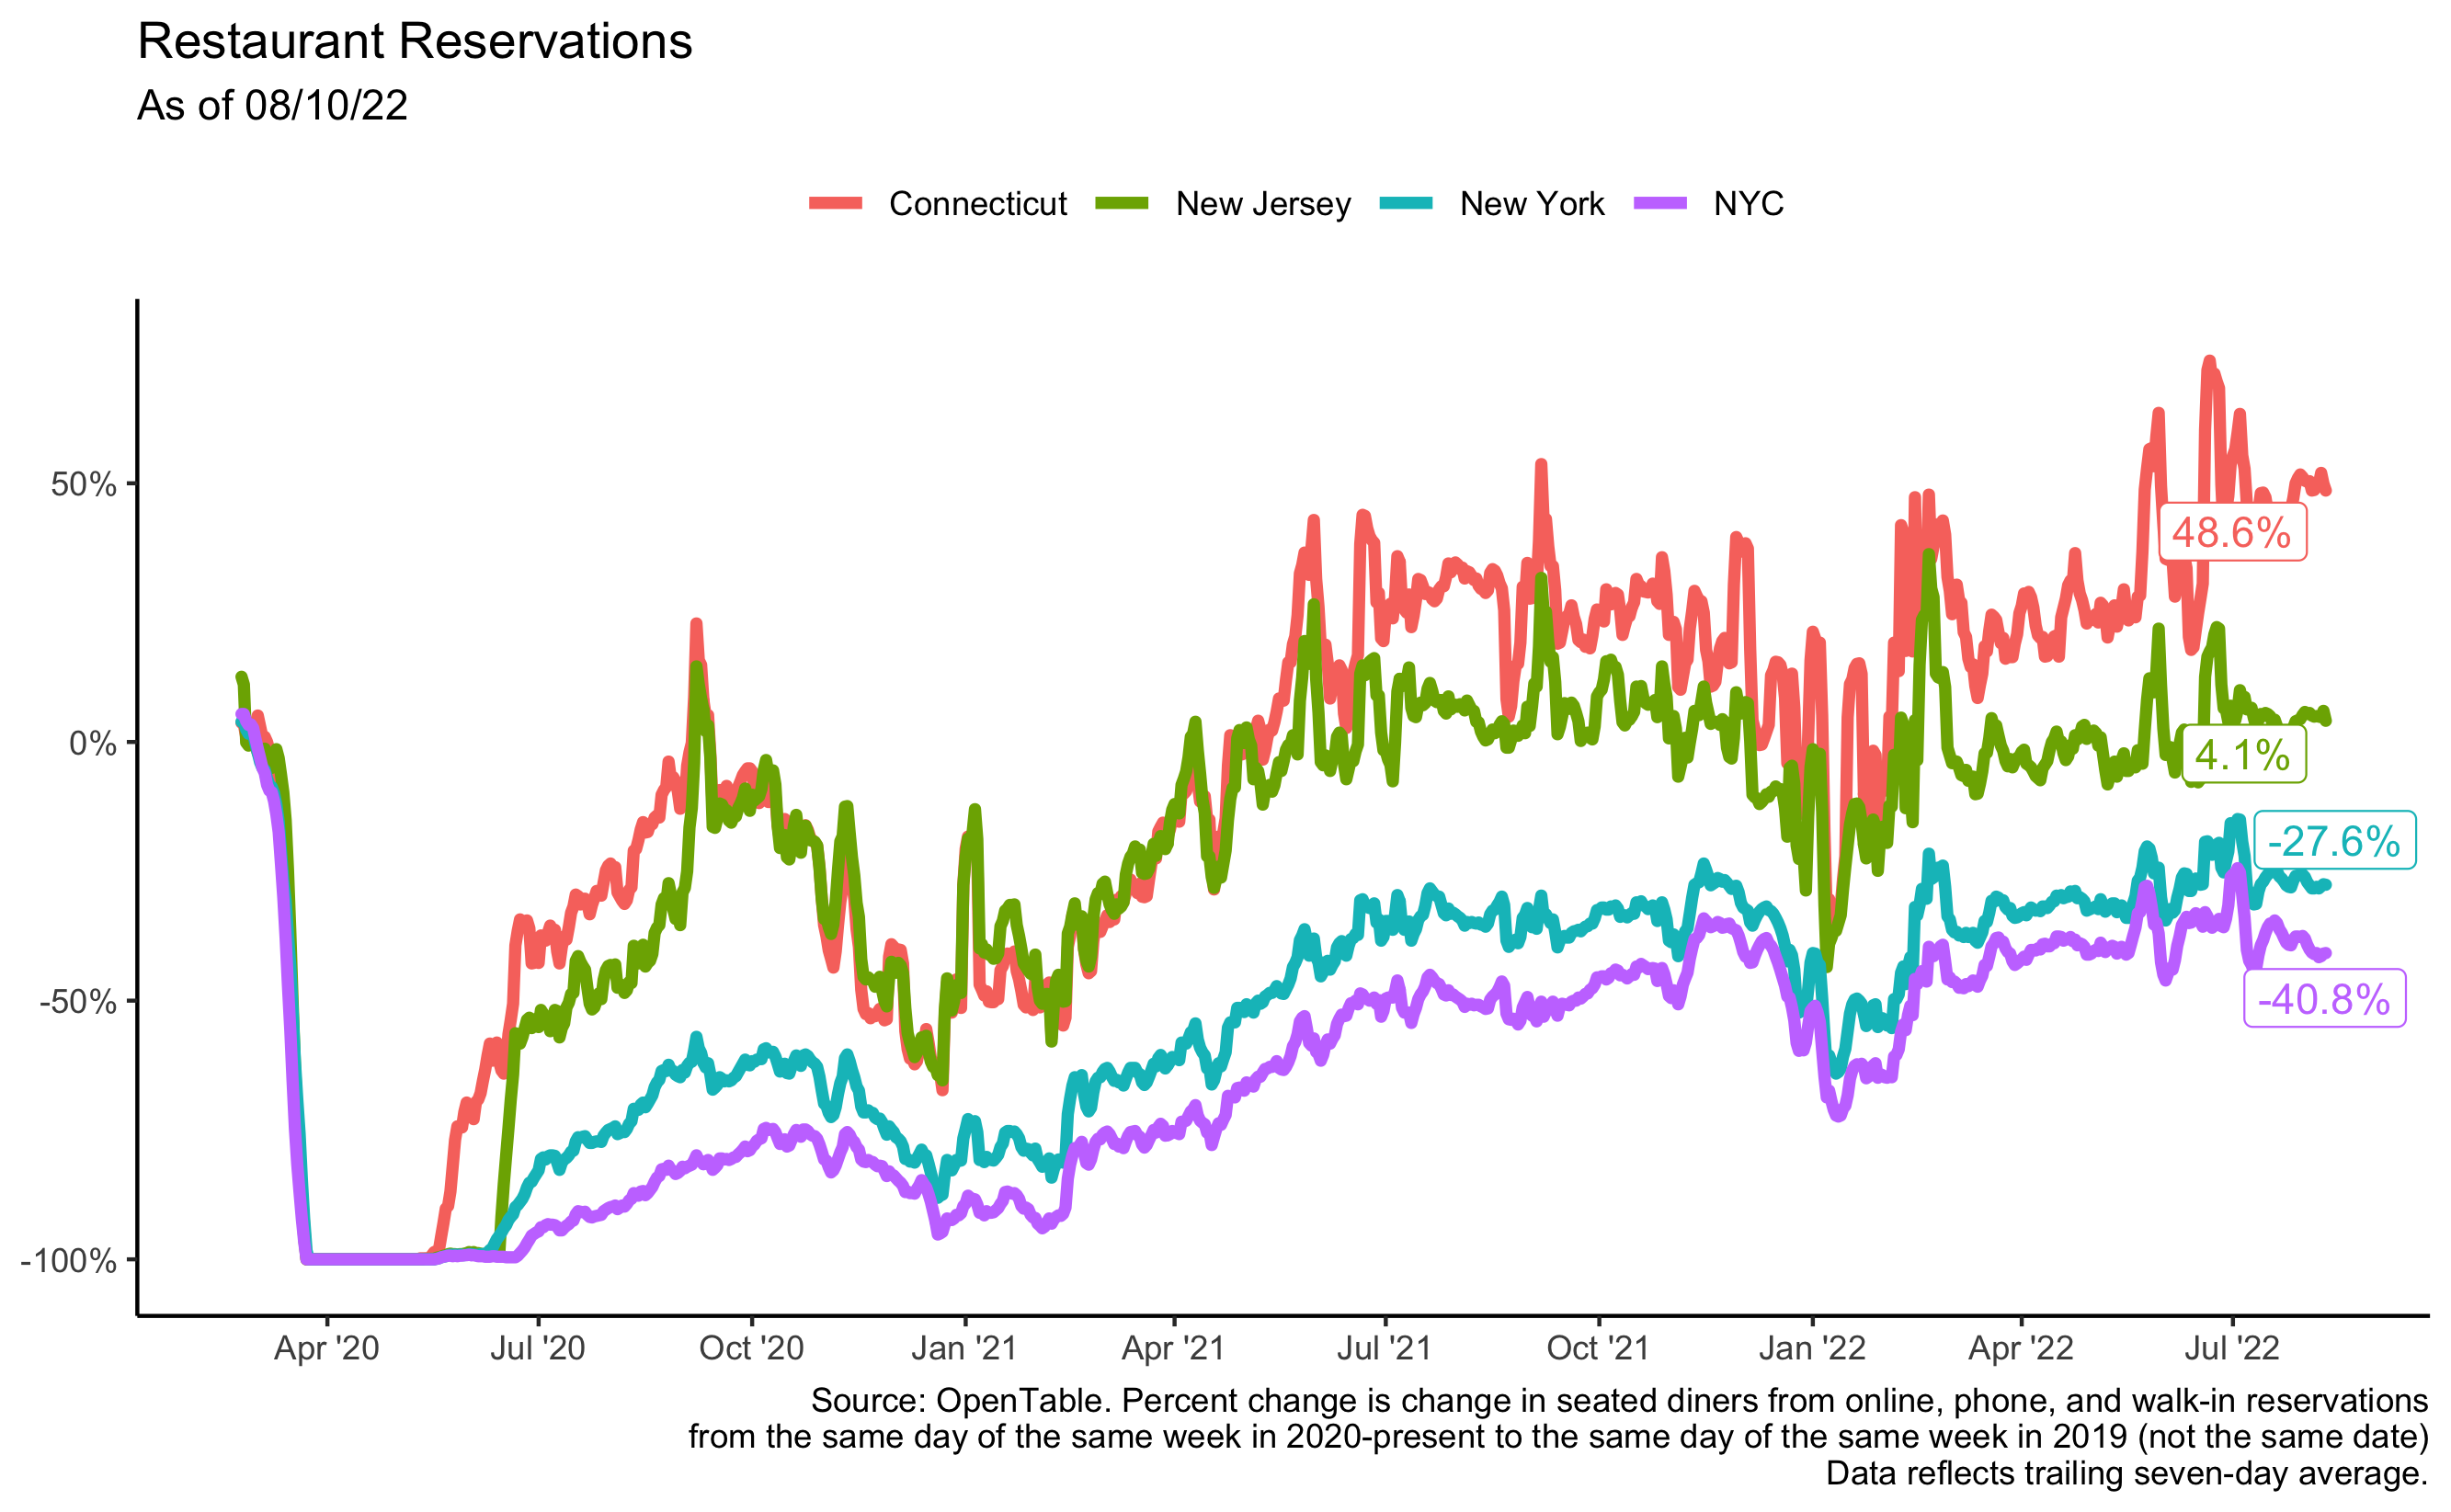 Restaurant Reservations
As of 08/10/22
Connecticut New Jersey New York NYC
50%
0%
-50%
-100%
48.6%
4.1%
-27.6%
-40.8%
Apr '20 Jul '20 Oct '20 Jan '21 Apr '21 Jul '21 Oct '21 Jan '22 Apr '22 Jul '22
Source: OpenTable. Percent change is change in seated diners from online, phone, and walk-in reservations
from the same day of the same week in 2020-present to the same day of the same week in 2019 (not the same date)
Data reflects trailing seven-day average.